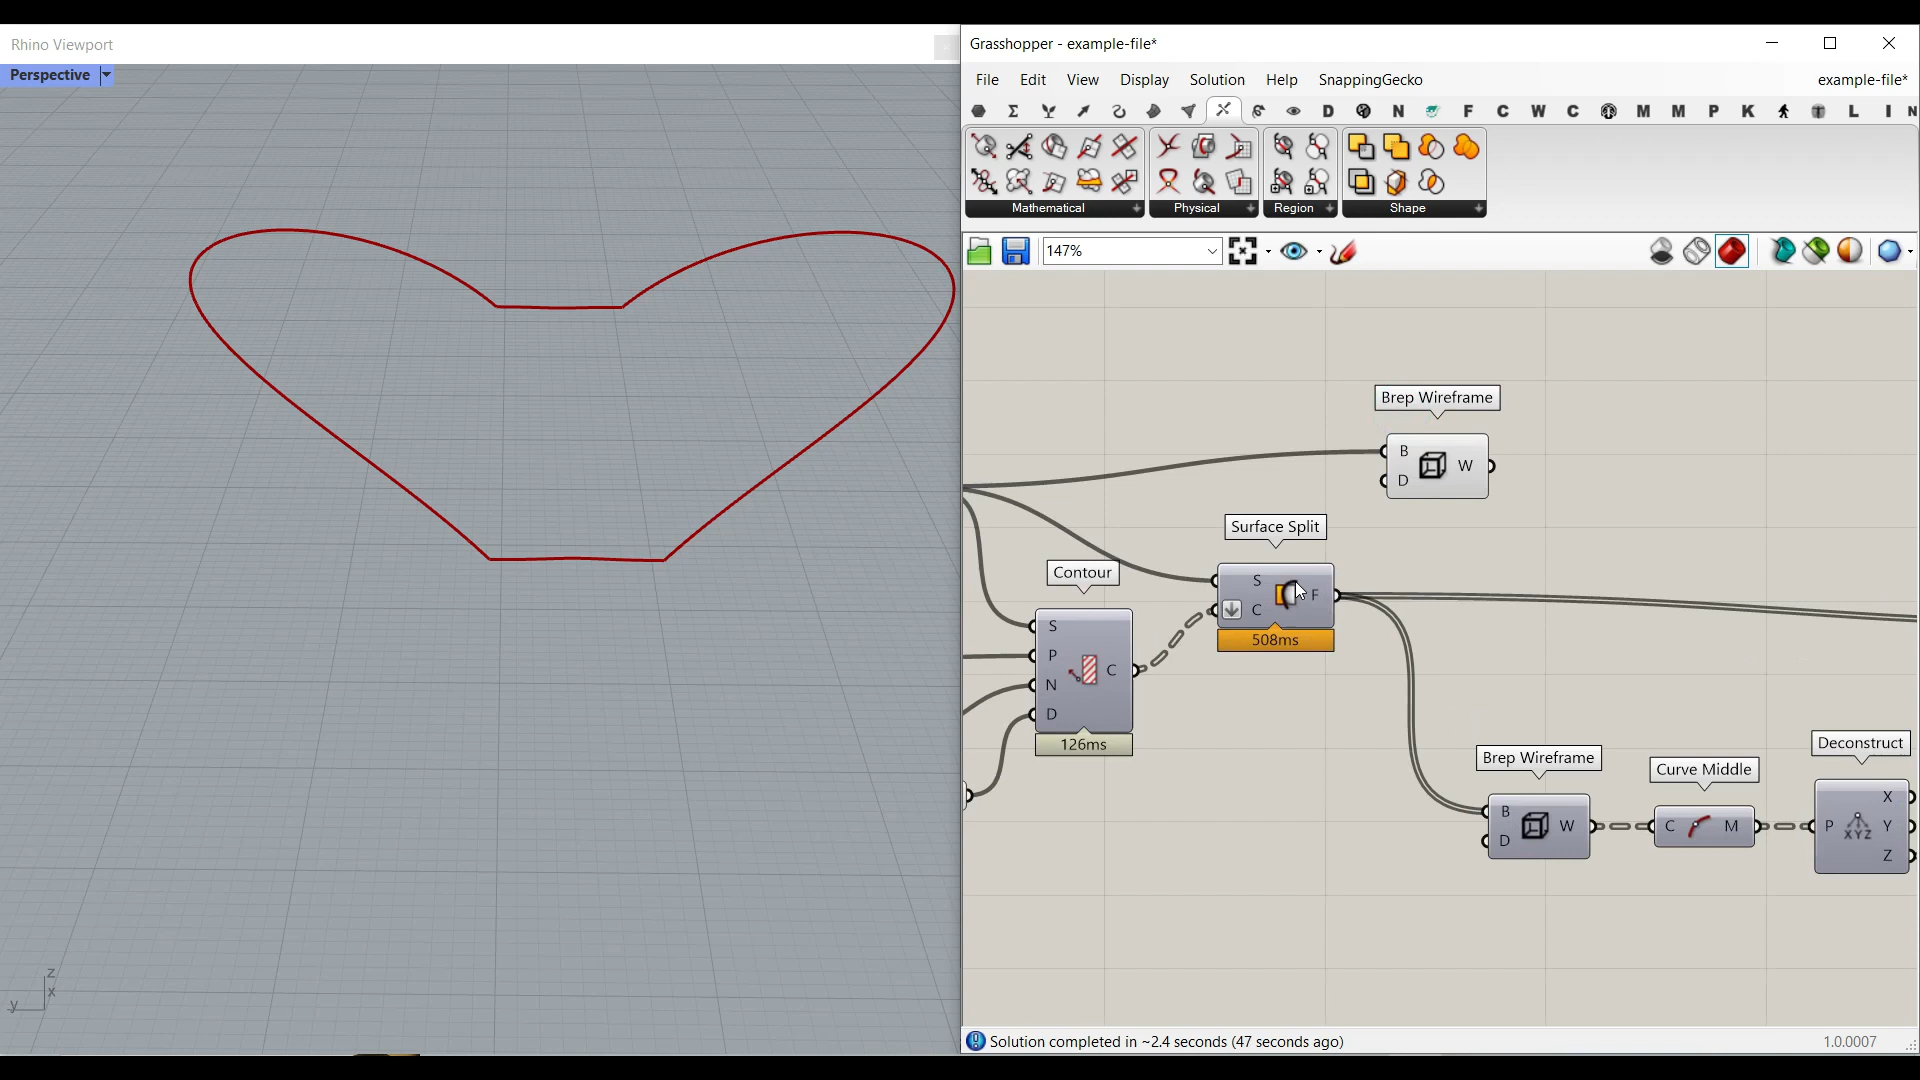 Rhino Viewport
Perspective
z
x
y
Grasshopper - example-file*
File Edit View Display Solution Help SnappingGecko example-file*
D N F C W C M M P K L I N
Mathematical Physical Region Shape
147%
Brep Wireframe
B
D
W
Surface Split
S
C
F
508ms
Contour
S
P
N
D
C
126ms
Brep Wireframe
B
D
W
Curve Middle
C M
Deconstruct
P
XYZ
X
Y
Z
Solution completed in ~2.4 seconds (47 seconds ago)
1.0.0007